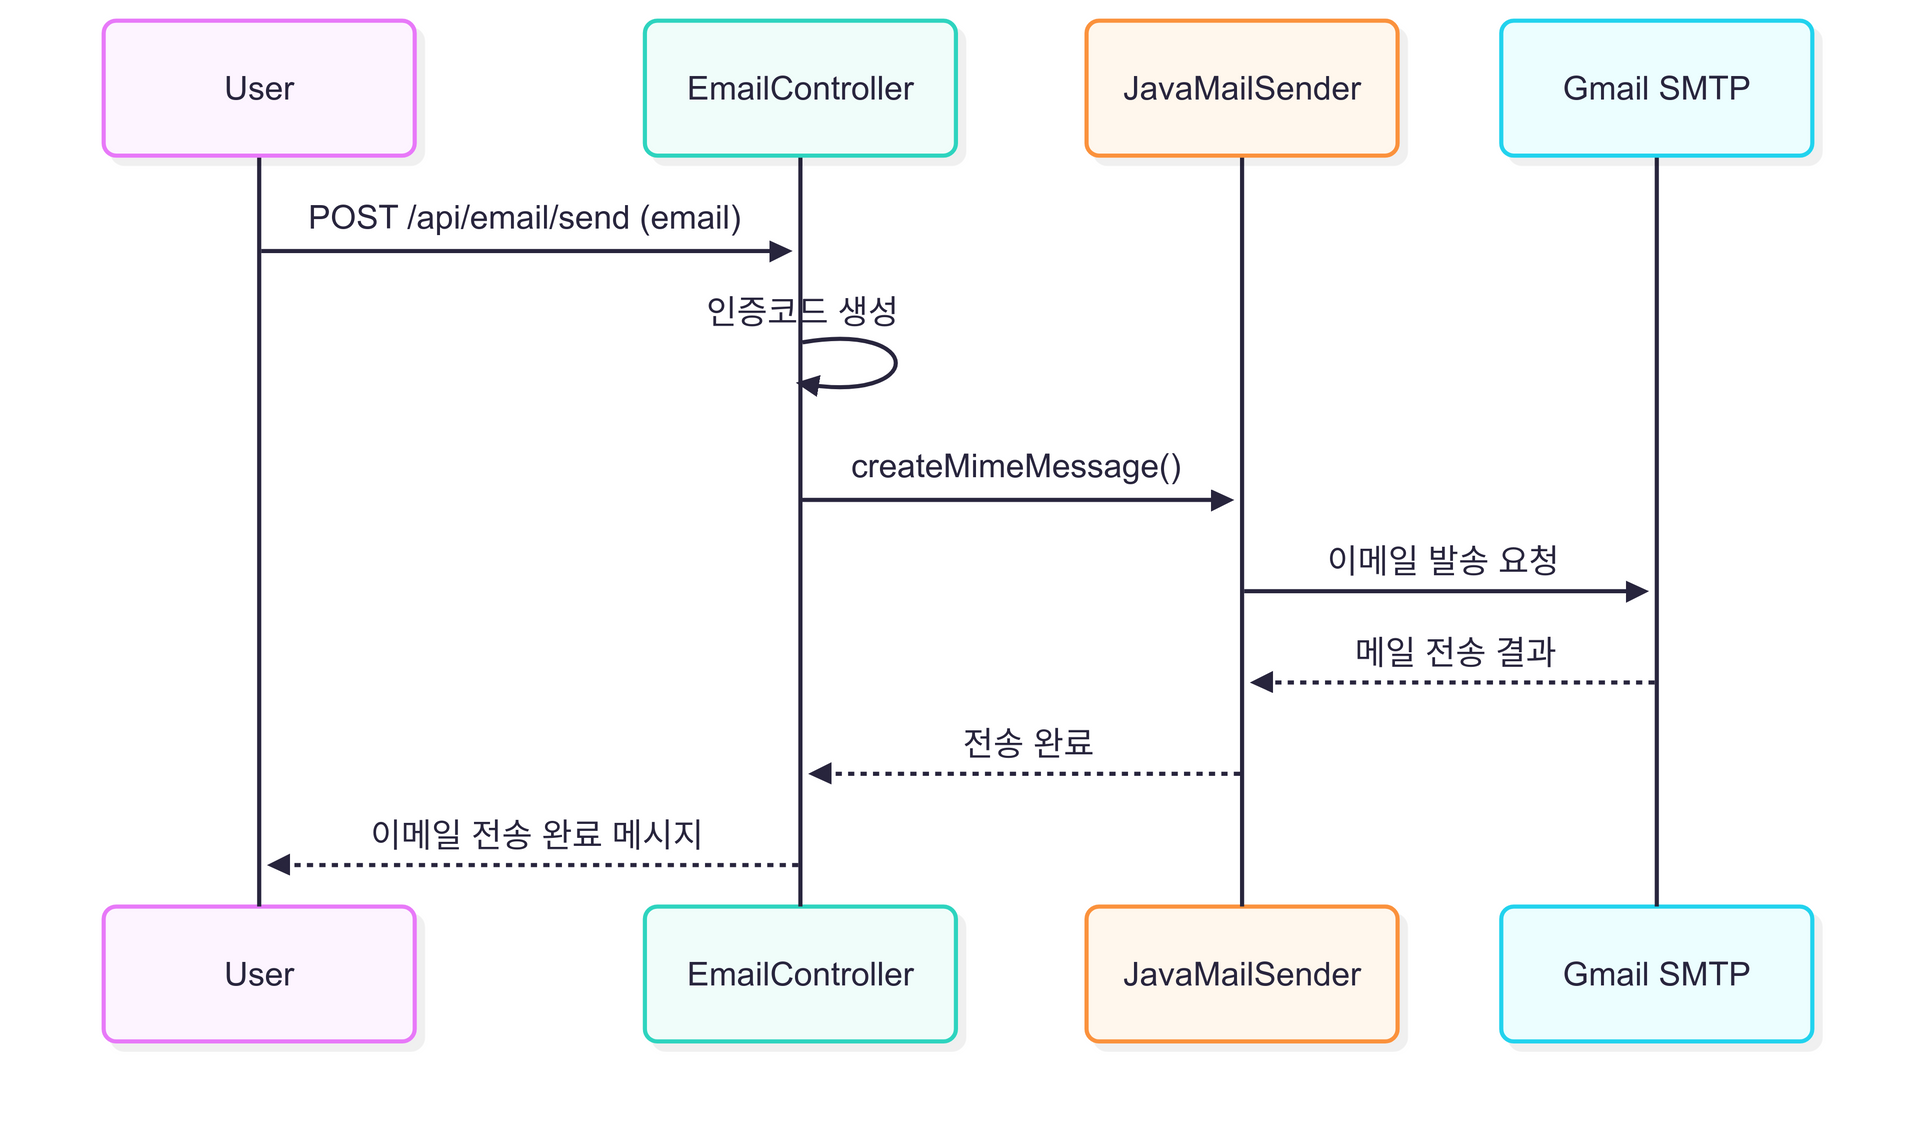 User
EmailController
JavaMailSender
Gmail SMTP
POST /api/email/send (email)
인증코드 생성
createMimeMessage()
이메일 발송 요청
메일 전송 결과
전송 완료
이메일 전송 완료 메시지
User
EmailController
JavaMailSender
Gmail SMTP